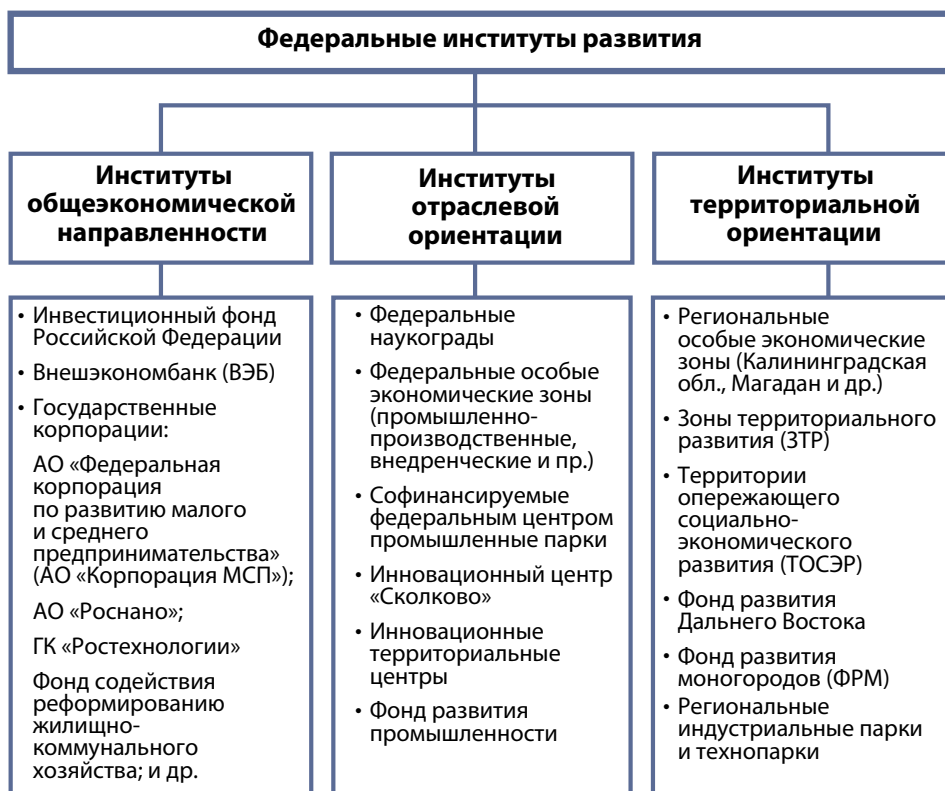 Федеральные институты развития
Институты
общеэкономической
направленности
Институты
отраслевой
ориентации
Институты
территориальной
ориентации
• Инвестиционный фонд
Российской Федерации
• Внешэкономбанк (ВЭБ)
• Государственные
корпорации:
АО «Федеральная
корпорация
по развитию малого
и среднего
предпринимательства»
(АО «Корпорация МСП»);
АО «Роснано»;
ГК «Ростехнологии»
Фонд содействия
реформированию
жилищно-
коммунального
хозяйства; и др.
• Федеральные
наукограды
• Федеральные особые
экономические зоны
(промышленно-
производственные,
внедренческие и пр.)
• Софинансируемые
федеральным центром
промышленные парки
• Инновационный центр
«Сколково»
• Инновационные
территориальные
центры
• Фонд развития
промышленности
• Региональные
особые экономические
зоны (Калининградская
обл., Магадан и др.)
• Зоны территориального
развития (ЗТР)
• Территории
опережающего
социально-
экономического
развития (ТОСЭР)
• Фонд развития
Дальнего Востока
• Фонд развития
моногородов (ФРМ)
• Региональные
индустриальные парки
и технопарки